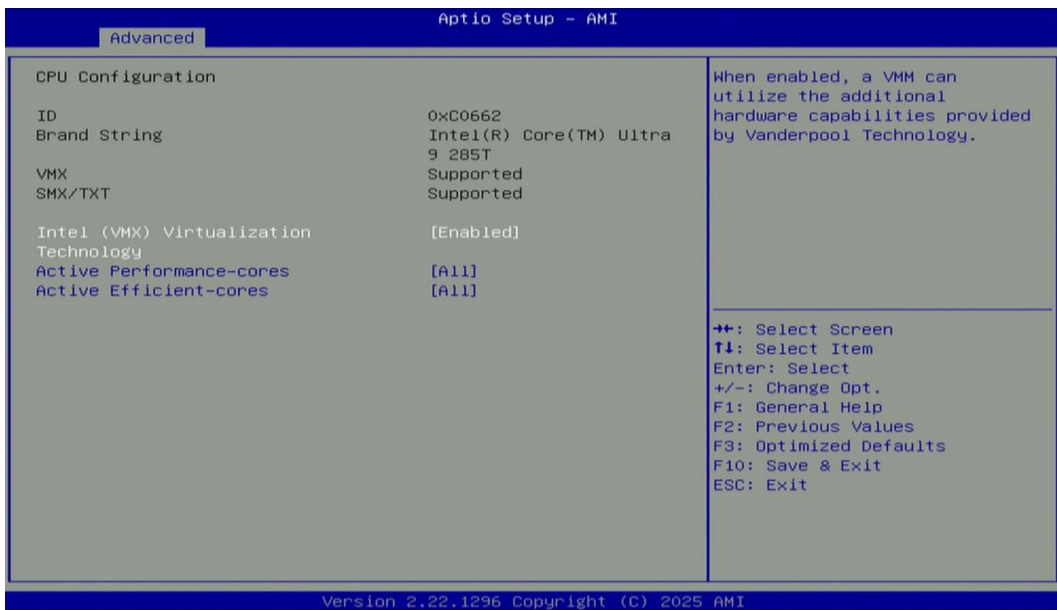 Aptio Setup – AMI
Advanced
CPU Configuration
ID 0xC0662
Brand String Intel(R) Core(TM) Ultra
9 285T
VMX Supported
SMX/TXT Supported
Intel (VMX) Virtualization [Enabled]
Technology
Active Performance-cores [All]
Active Efficient-cores [All]
When enabled, a VMM can
utilize the additional
hardware capabilities provided
by Vanderpool Technology.
→←: Select Screen
↑↓: Select Item
Enter: Select
+/-: Change Opt.
F1: General Help
F2: Previous Values
F3: Optimized Defaults
F10: Save & Exit
ESC: Exit
Version 2.22.1296 Copyright (C) 2025 AMI